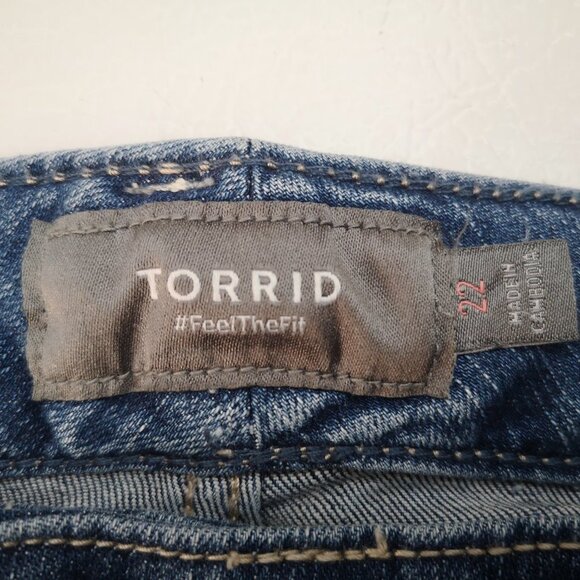 TORRID
#FeelTheFit
22
MADE IN
CAMBODIA